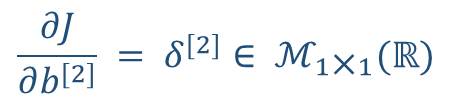 ∂J/∂b^[2] = δ^[2] ∈ ℳ_{1×1}(ℝ)